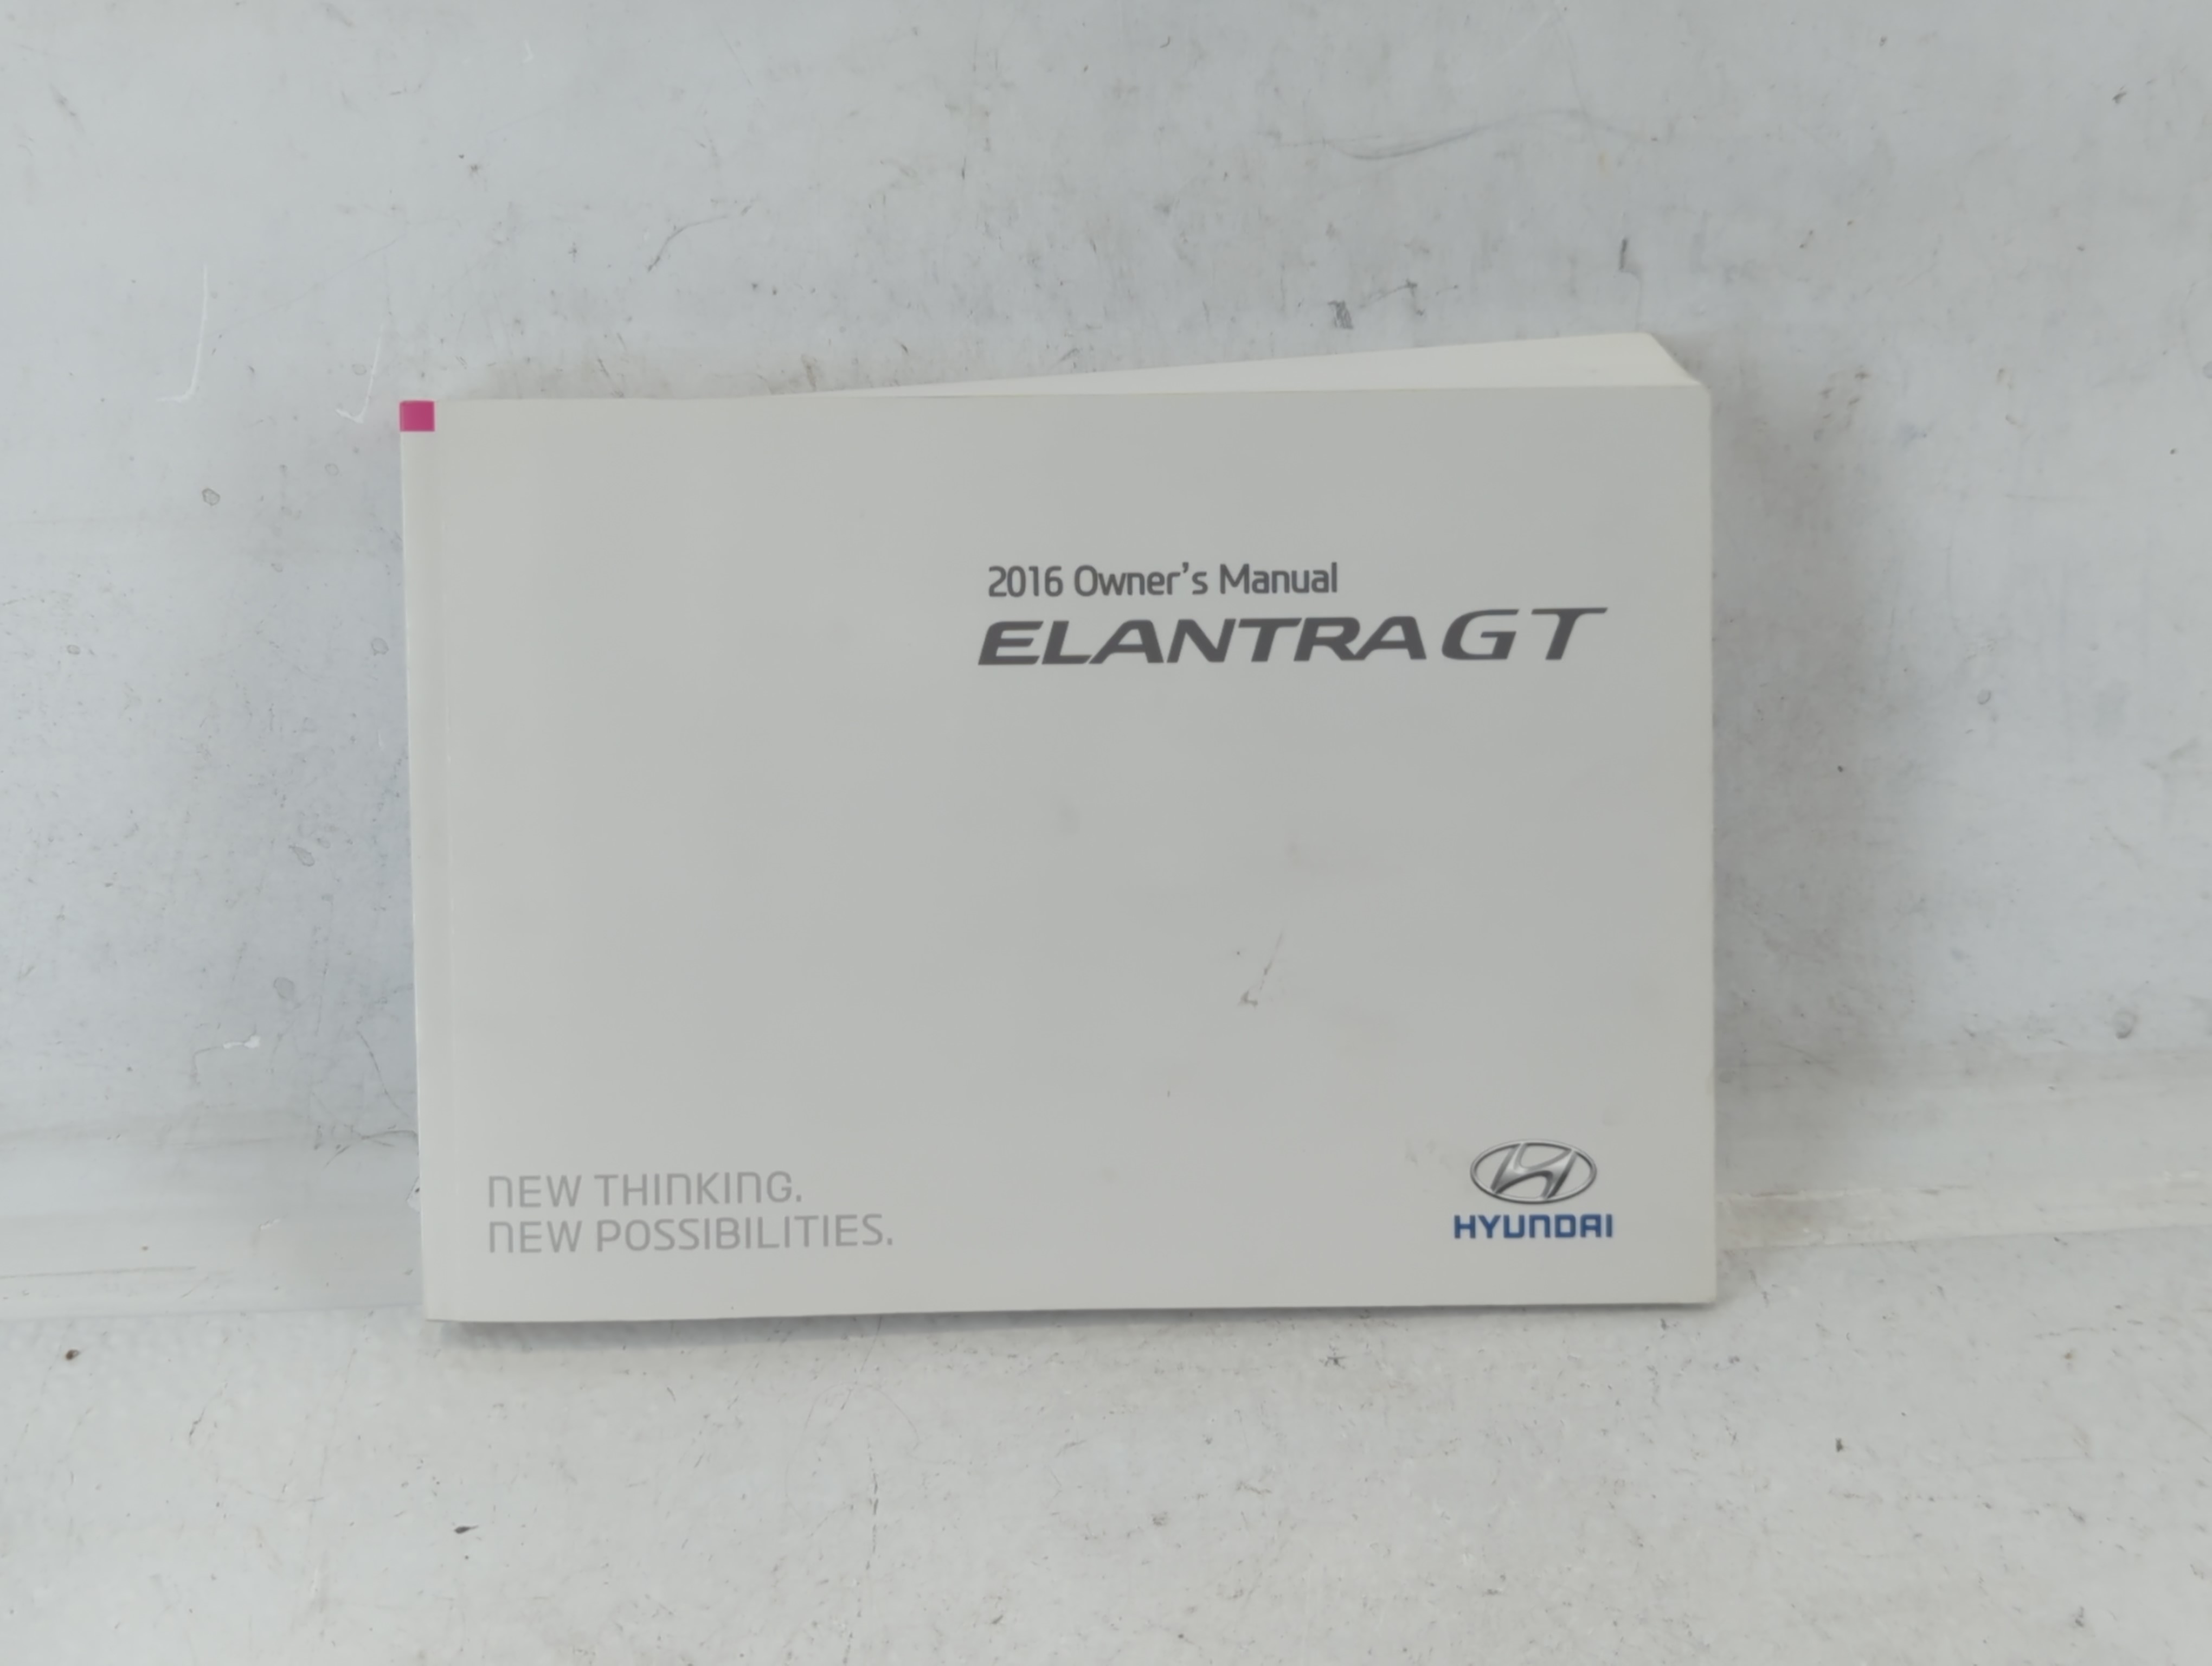 2016 Owner's Manual
ELANTRA GT
NEW THINKING.
NEW POSSIBILITIES.
HYUNDAI